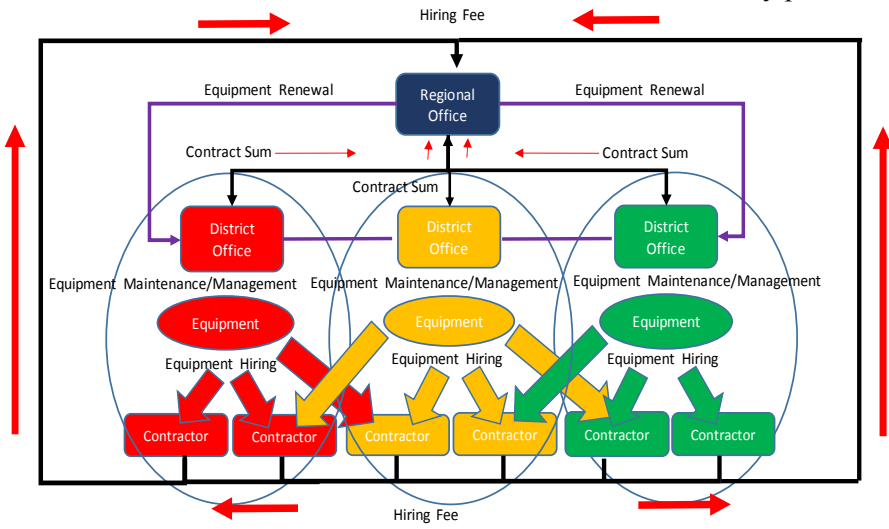 Hiring Fee
Equipment Renewal
Regional
Office
Equipment Renewal
Contract Sum
Contract Sum
Contract Sum
District
Office
District
Office
District
Office
Equipment Maintenance/Management
Equipment Maintenance/Management
Equipment Maintenance/Management
Equipment
Equipment
Equipment
Equipment Hiring
Equipment Hiring
Equipment Hiring
Contractor
Contractor
Contractor
Contractor
Contractor
Contractor
Hiring Fee